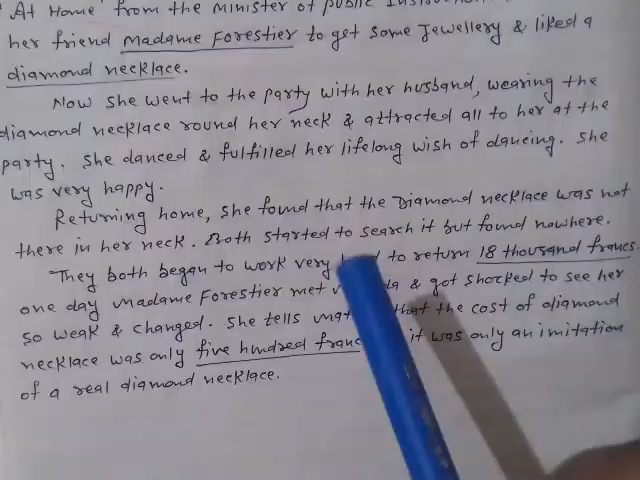 At Home' from the minister of public
her friend Madame Forestier to get some Jewellery & liked a
diamond necklace.
Now she went to the party with her husband, wearing the
diamond necklace round her neck & attracted all to her at the
party. She danced & fulfilled her lifelong wish of dancing. She
was very happy.
Returning home, she found that the Diamond necklace was not
there in her neck. Both started to search it but found nowhere.
They both began to work very to return 18 thousand francs.
one day Madame Forestier met & got shocked to see her
so weak & changed. She tells that the cost of diamond
necklace was only five hundred it was only an imitation
of a real diamond necklace.